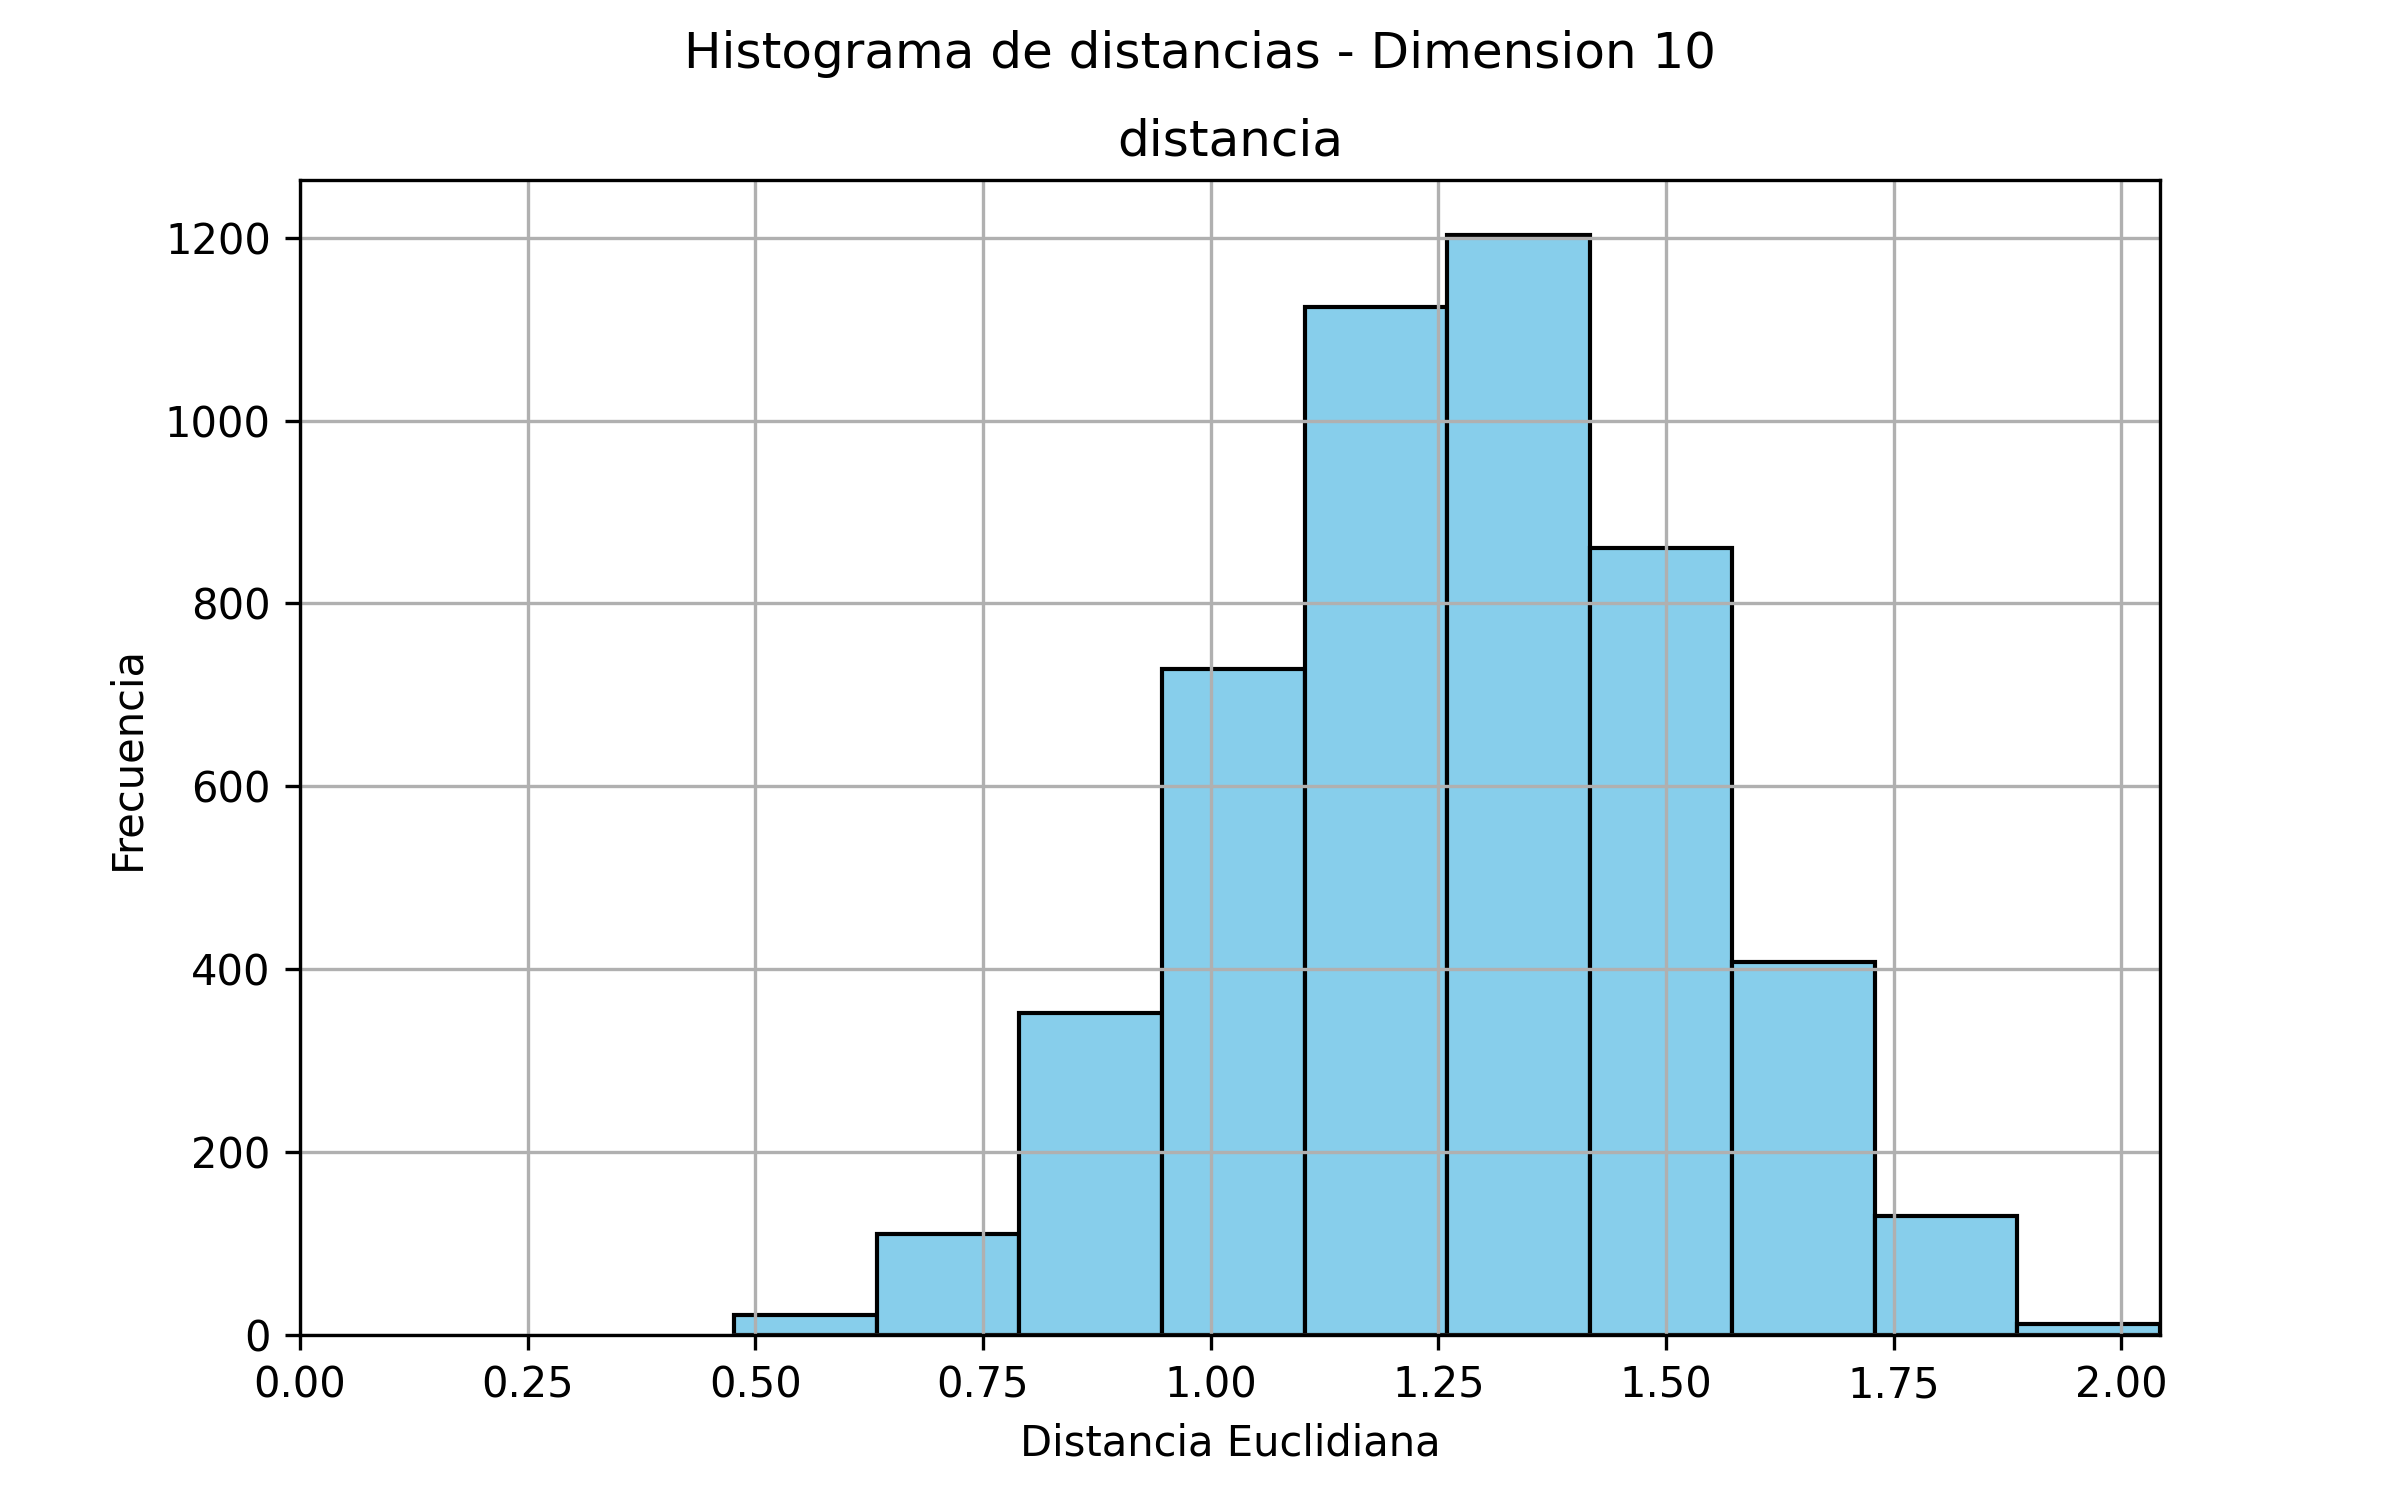 Histograma de distancias - Dimension 10
distancia
1200
1000
800
600
400
200
0
Frecuencia
0.00 0.25 0.50 0.75 1.00 1.25 1.50 1.75 2.00
Distancia Euclidiana